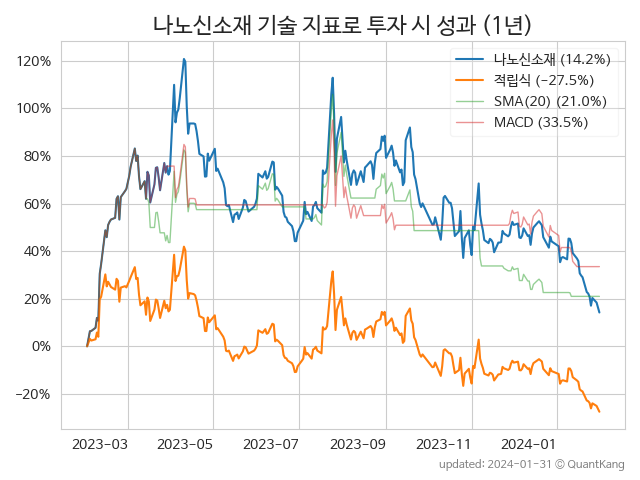 나노신소재 기술 지표로 투자 시 성과 (1년)
나노신소재 (14.2%)
적립식 (−27.5%)
SMA(20) (21.0%)
MACD (33.5%)
120%
100%
80%
60%
40%
20%
0%
−20%
2023-03 2023-05 2023-07 2023-09 2023-11 2024-01
updated: 2024-01-31 © QuantKang